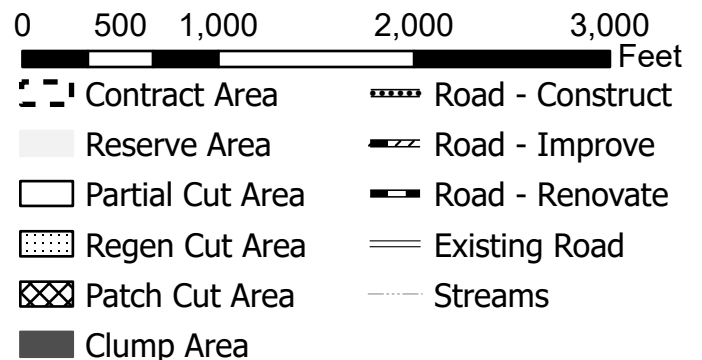 0 500 1,000 2,000 3,000
Feet
Contract Area
Reserve Area
Partial Cut Area
Regen Cut Area
Patch Cut Area
Clump Area
Road - Construct
Road - Improve
Road - Renovate
Existing Road
Streams